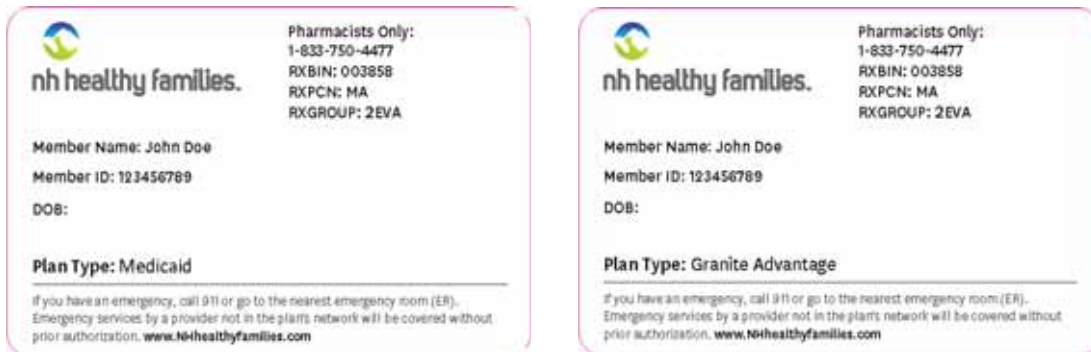 nh healthy families.
Pharmacists Only:
1-833-750-4477
RXBIN: 003858
RXPCN: MA
RXGROUP: 2EVA
Member Name: John Doe
Member ID: 123456789
DOB:
Plan Type: Medicaid
If you have an emergency, call 911 or go to the nearest emergency room (ER).
Emergency services by a provider not in the plan's network will be covered without
prior authorization. www.NHhealthyfamilies.com
nh healthy families.
Pharmacists Only:
1-833-750-4477
RXBIN: 003858
RXPCN: MA
RXGROUP: 2EVA
Member Name: John Doe
Member ID: 123456789
DOB:
Plan Type: Granite Advantage
If you have an emergency, call 911 or go to the nearest emergency room (ER).
Emergency services by a provider not in the plan's network will be covered without
prior authorization. www.NHhealthyfamilies.com